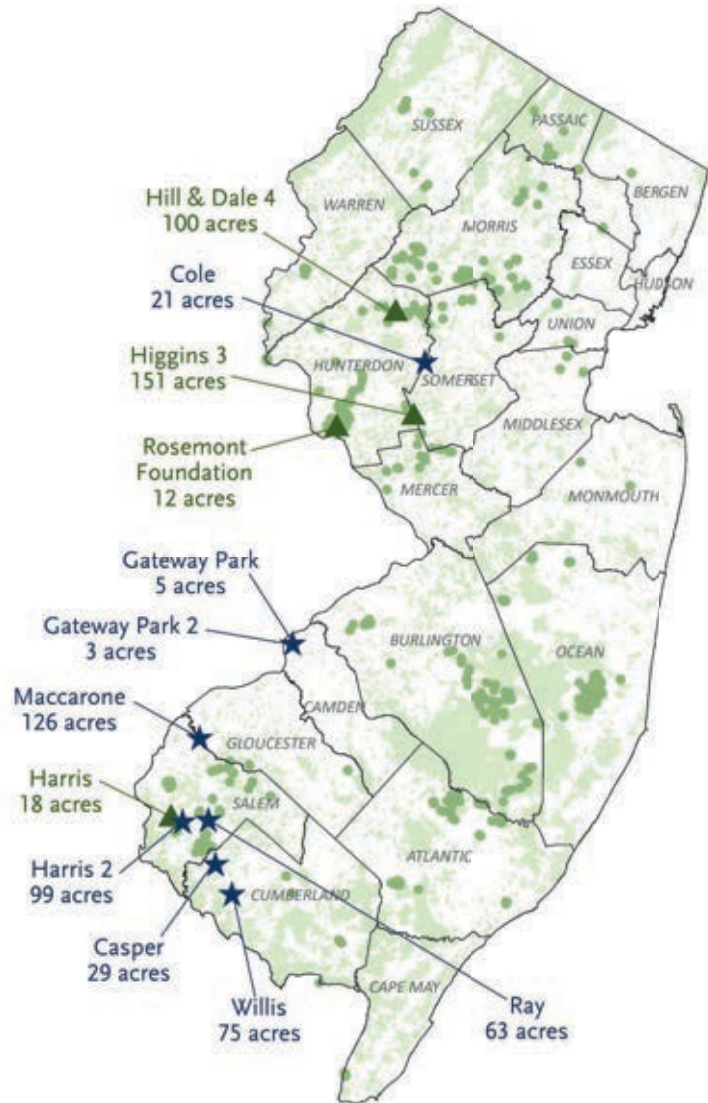 SUSSEX
PASSAIC
BERGEN
WARREN
Hill & Dale 4
100 acres
MORRIS
ESSEX
HUDSON
Cole
21 acres
UNION
Higgins 3
151 acres
HUNTERDON
SOMERSET
MIDDLESEX
Rosemont
Foundation
12 acres
MERCER
MONMOUTH
Gateway Park
5 acres
Gateway Park 2
3 acres
BURLINGTON
OCEAN
Maccarone
126 acres
CAMDEN
GLOUCESTER
Harris
18 acres
SALEM
ATLANTIC
Harris 2
99 acres
CUMBERLAND
Casper
29 acres
CAPE MAY
Willis
75 acres
Ray
63 acres